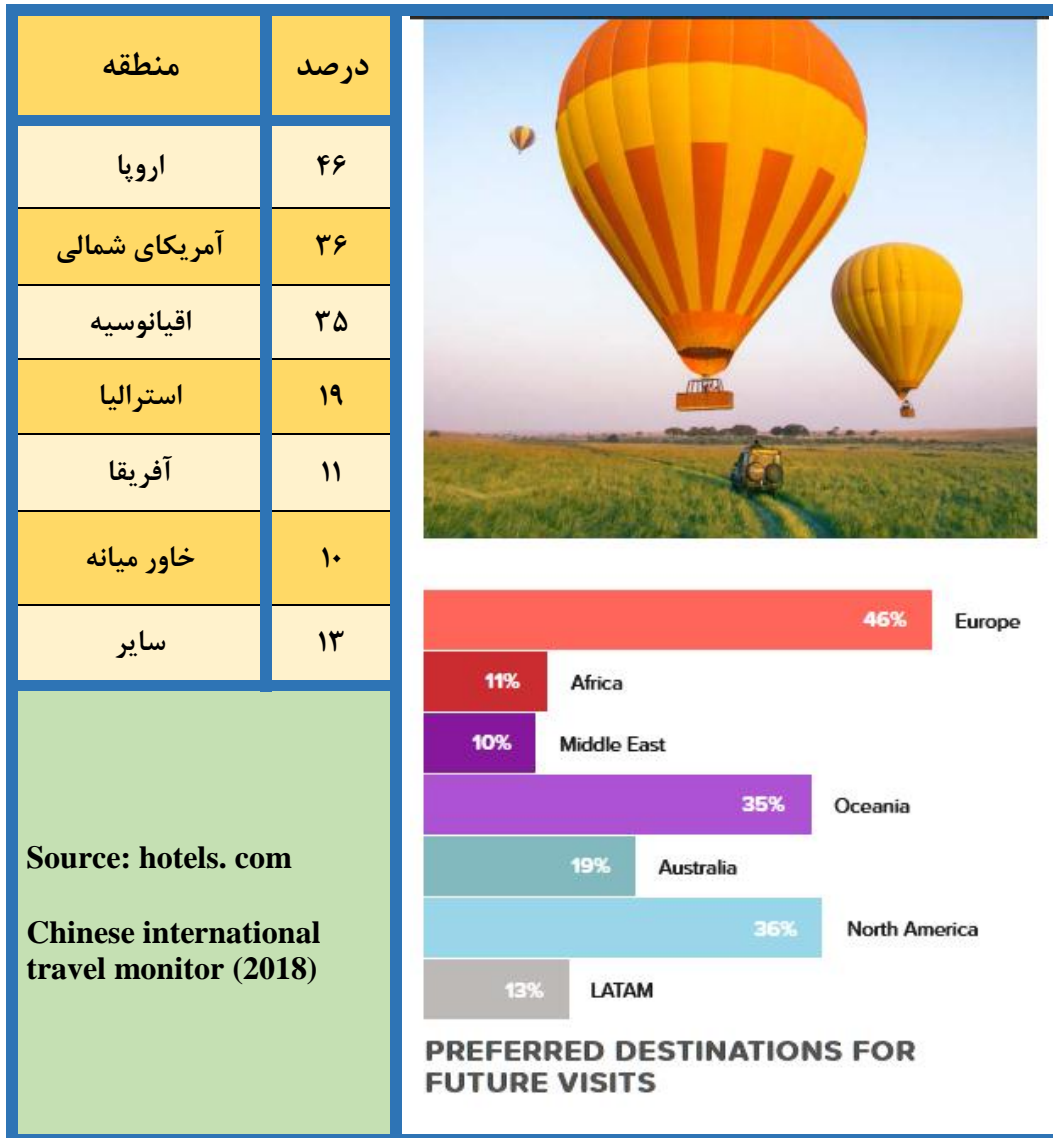 منطقه درصد
اروپا ۴۶
آمریکای شمالی ۳۶
اقیانوسیه ۳۵
استرالیا ۱۹
آفریقا ۱۱
خاور میانه ۱۰
سایر ۱۳
Source: hotels. com
Chinese international
travel monitor (2018)
46% Europe
11% Africa
10% Middle East
35% Oceania
19% Australia
36% North America
13% LATAM
PREFERRED DESTINATIONS FOR
FUTURE VISITS